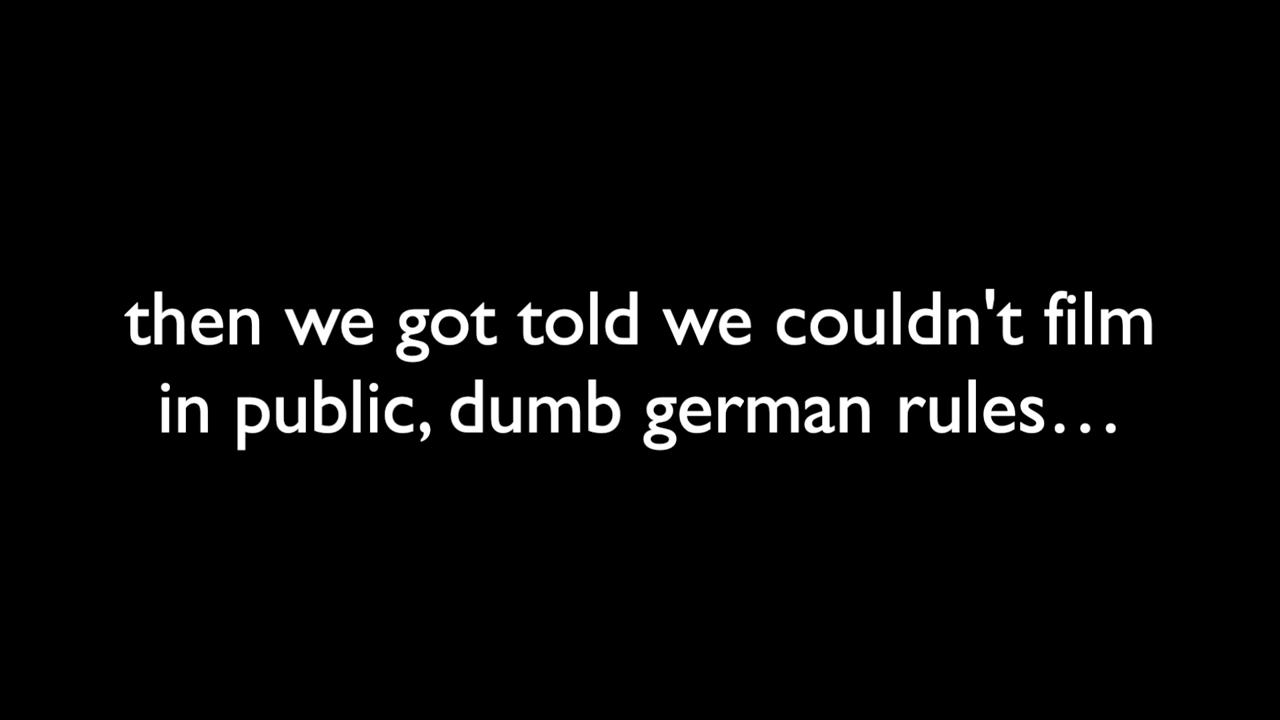 then we got told we couldn't film
in public, dumb german rules…